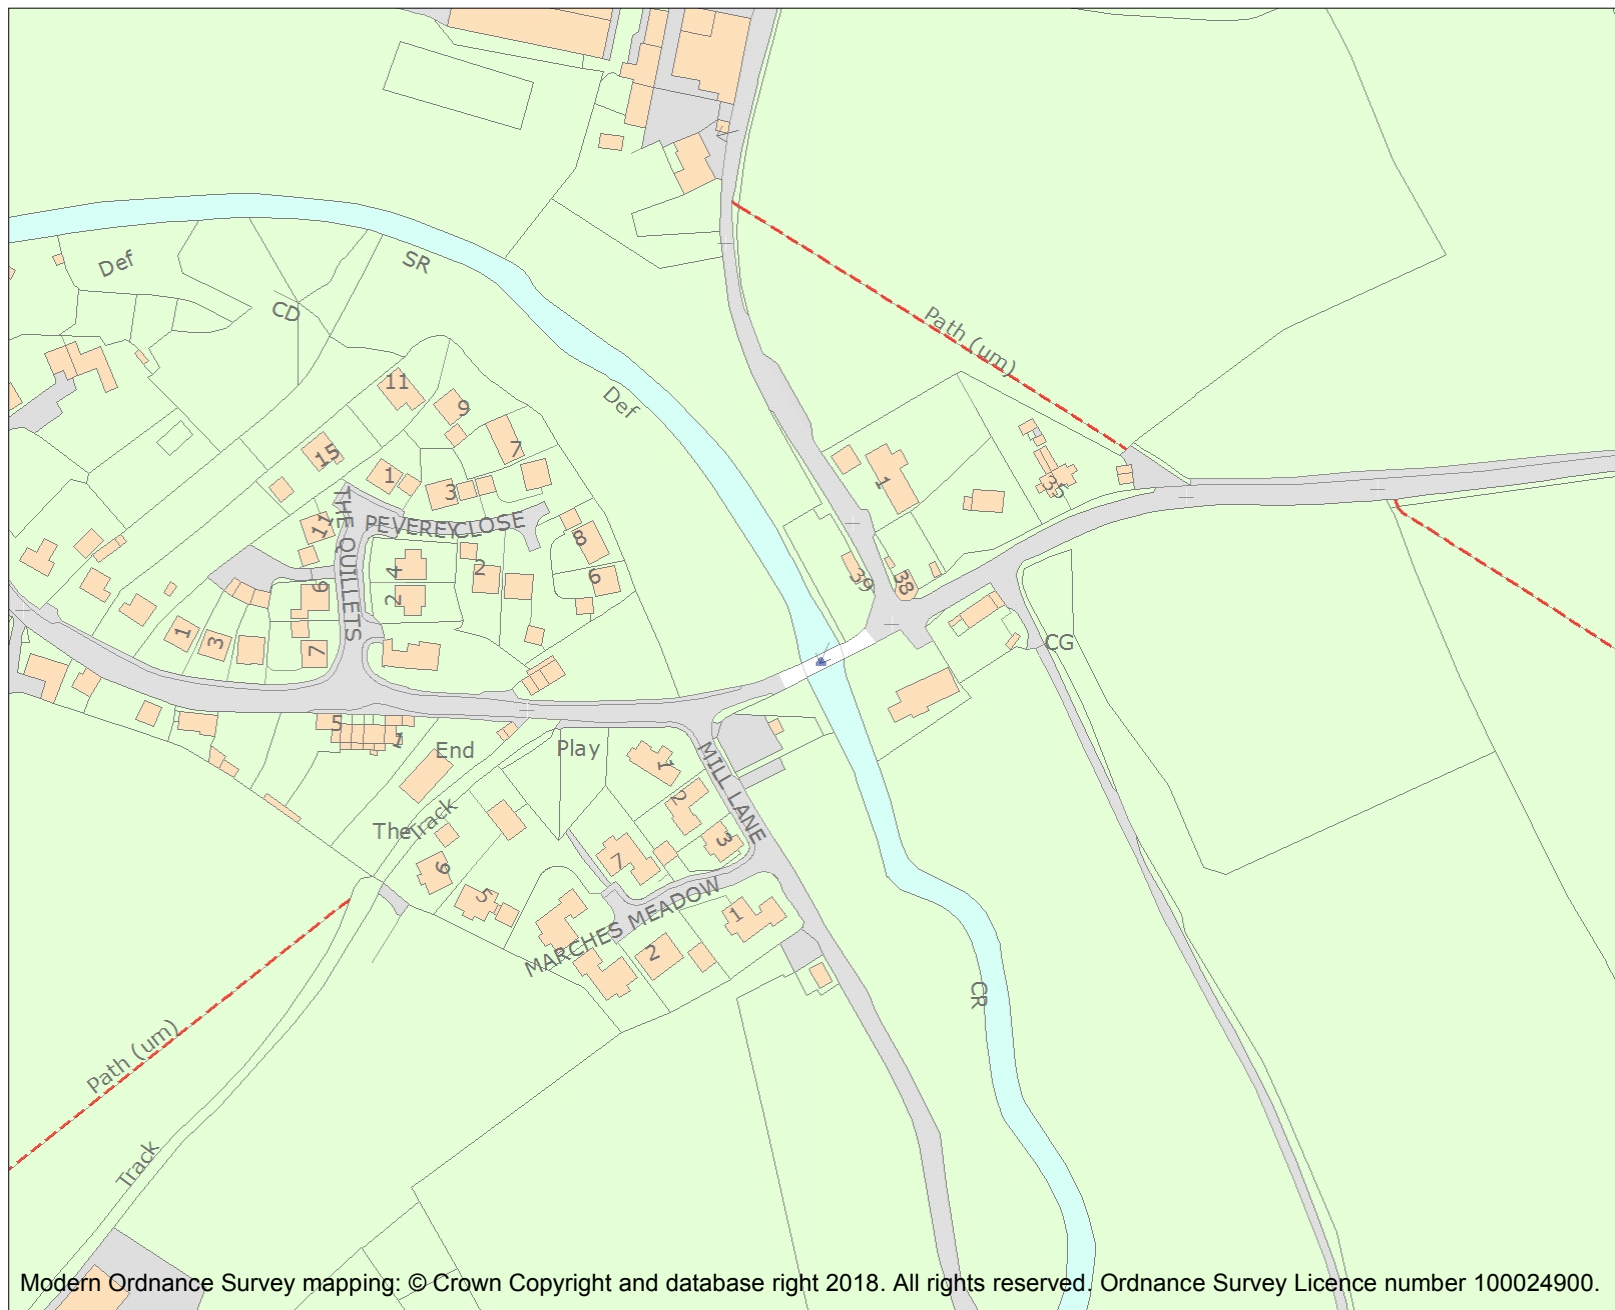 Def
SR
CD
Path (um)
Def
11
9
7
15
1
3
1
35
THE QUILLETS
PEVEREY CLOSE
11
8
4
2
6
39
38
6
2
1
3
7
CG
5
1
End
Play
1
MILL LANE
2
The
Track
3
7
6
5
MARCHES MEADOW
1
2
CR
Path (um)
Track
Modern Ordnance Survey mapping: © Crown Copyright and database right 2018. All rights reserved. Ordnance Survey Licence number 100024900.